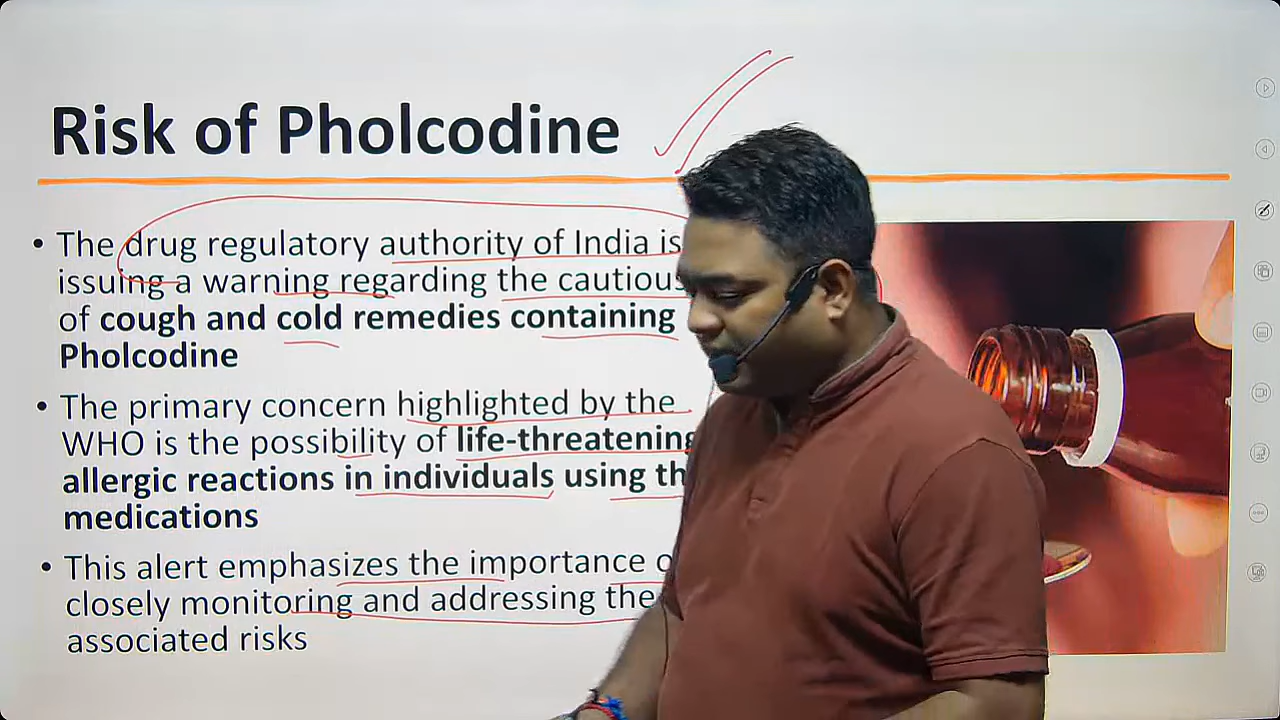 Risk of Pholcodine
• The drug regulatory authority of India is
issuing a warning regarding the cautious
of cough and cold remedies containing
Pholcodine
• The primary concern highlighted by the
WHO is the possibility of life-threatening
allergic reactions in individuals using
medications
• This alert emphasizes the importance
closely monitoring and addressing the
associated risks